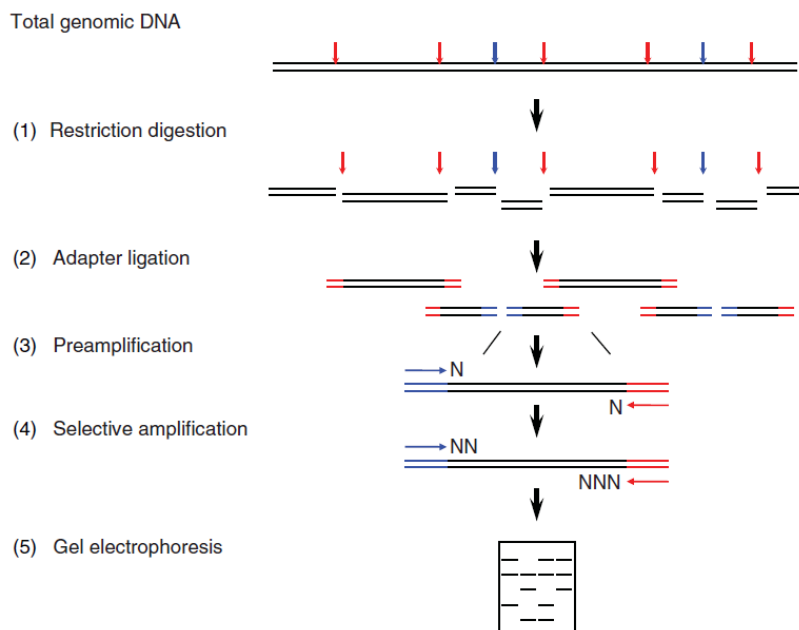 Total genomic DNA
(1) Restriction digestion
(2) Adapter ligation
(3) Preamplification
N
N
(4) Selective amplification
NN
NNN
(5) Gel electrophoresis